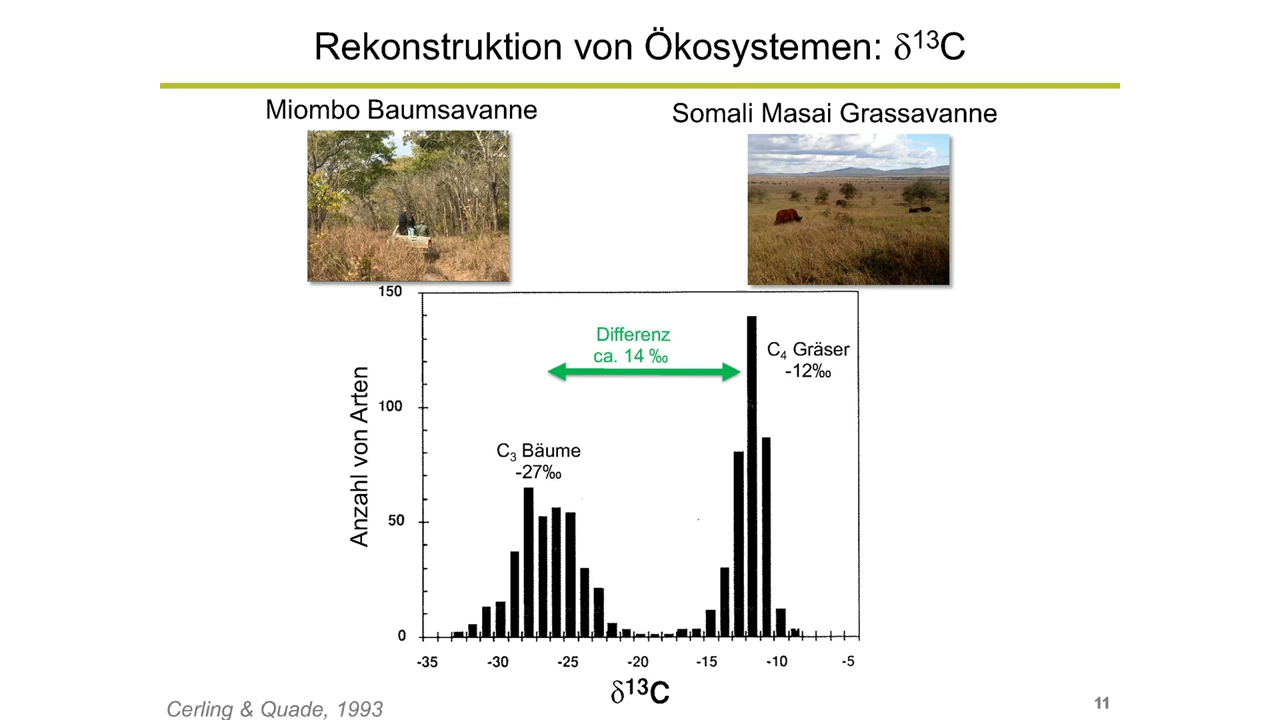 Rekonstruktion von Ökosystemen: δ¹³C
Miombo Baumsavanne
Somali Masai Grassavanne
150
100
50
0
Anzahl von Arten
Differenz
ca. 14 ‰
C₄ Gräser
-12‰
C₃ Bäume
-27‰
-35 -30 -25 -20 -15 -10 -5
δ¹³C
Cerling & Quade, 1993
11